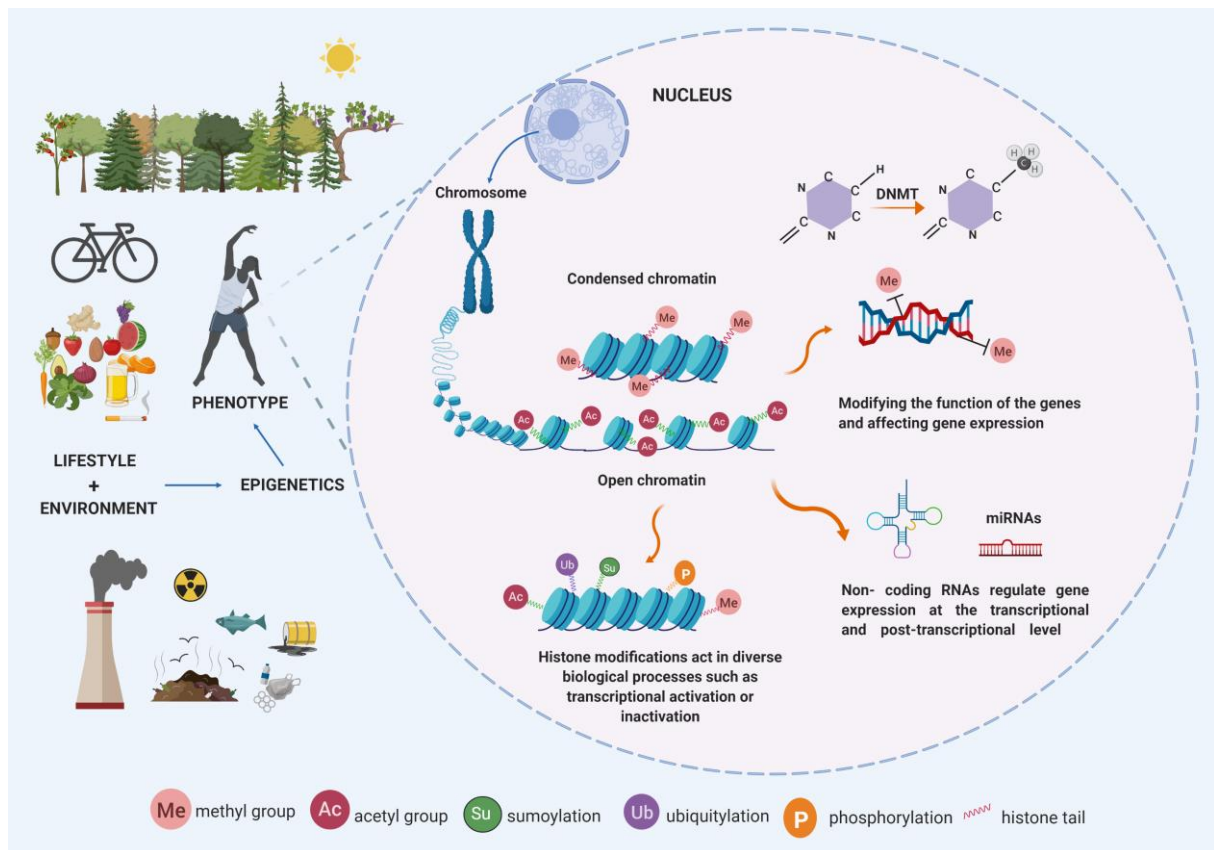 NUCLEUS
Chromosome
H
C
N
C
C
N
DNMT
H
H
C
H
C
N
C
C
N
Condensed chromatin
Me
Me
Me
Me
Me
Me
Modifying the function of the genes
and affecting gene expression
Ac
Ac
Ac
Ac
Ac
Ac
Open chromatin
PHENOTYPE
LIFESTYLE
+
ENVIRONMENT
EPIGENETICS
miRNAs
Non- coding RNAs regulate gene
expression at the transcriptional
and post-transcriptional level
Ub
Su
P
Ac
Me
Histone modifications act in diverse
biological processes such as
transcriptional activation or
inactivation
Me methyl group
Ac acetyl group
Su sumoylation
Ub ubiquitylation
P phosphorylation
histone tail